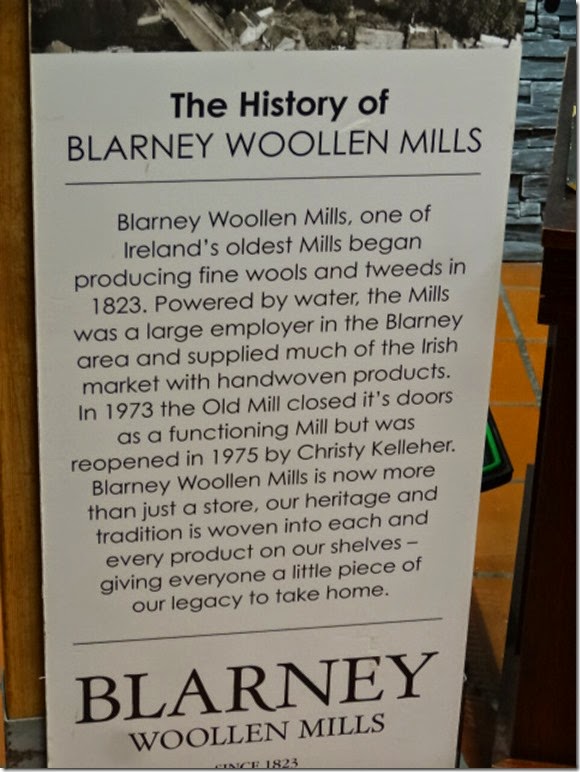 The History of
BLARNEY WOOLLEN MILLS
Blarney Woollen Mills, one of
Ireland's oldest Mills began
producing fine wools and tweeds in
1823. Powered by water, the Mills
was a large employer in the Blarney
area and supplied much of the Irish
market with handwoven products.
In 1973 the Old Mill closed it's doors
as a functioning Mill but was
reopened in 1975 by Christy Kelleher.
Blarney Woollen Mills is now more
than just a store, our heritage and
tradition is woven into each and
every product on our shelves –
giving everyone a little piece of
our legacy to take home.
BLARNEY
WOOLLEN MILLS
SINCE 1823